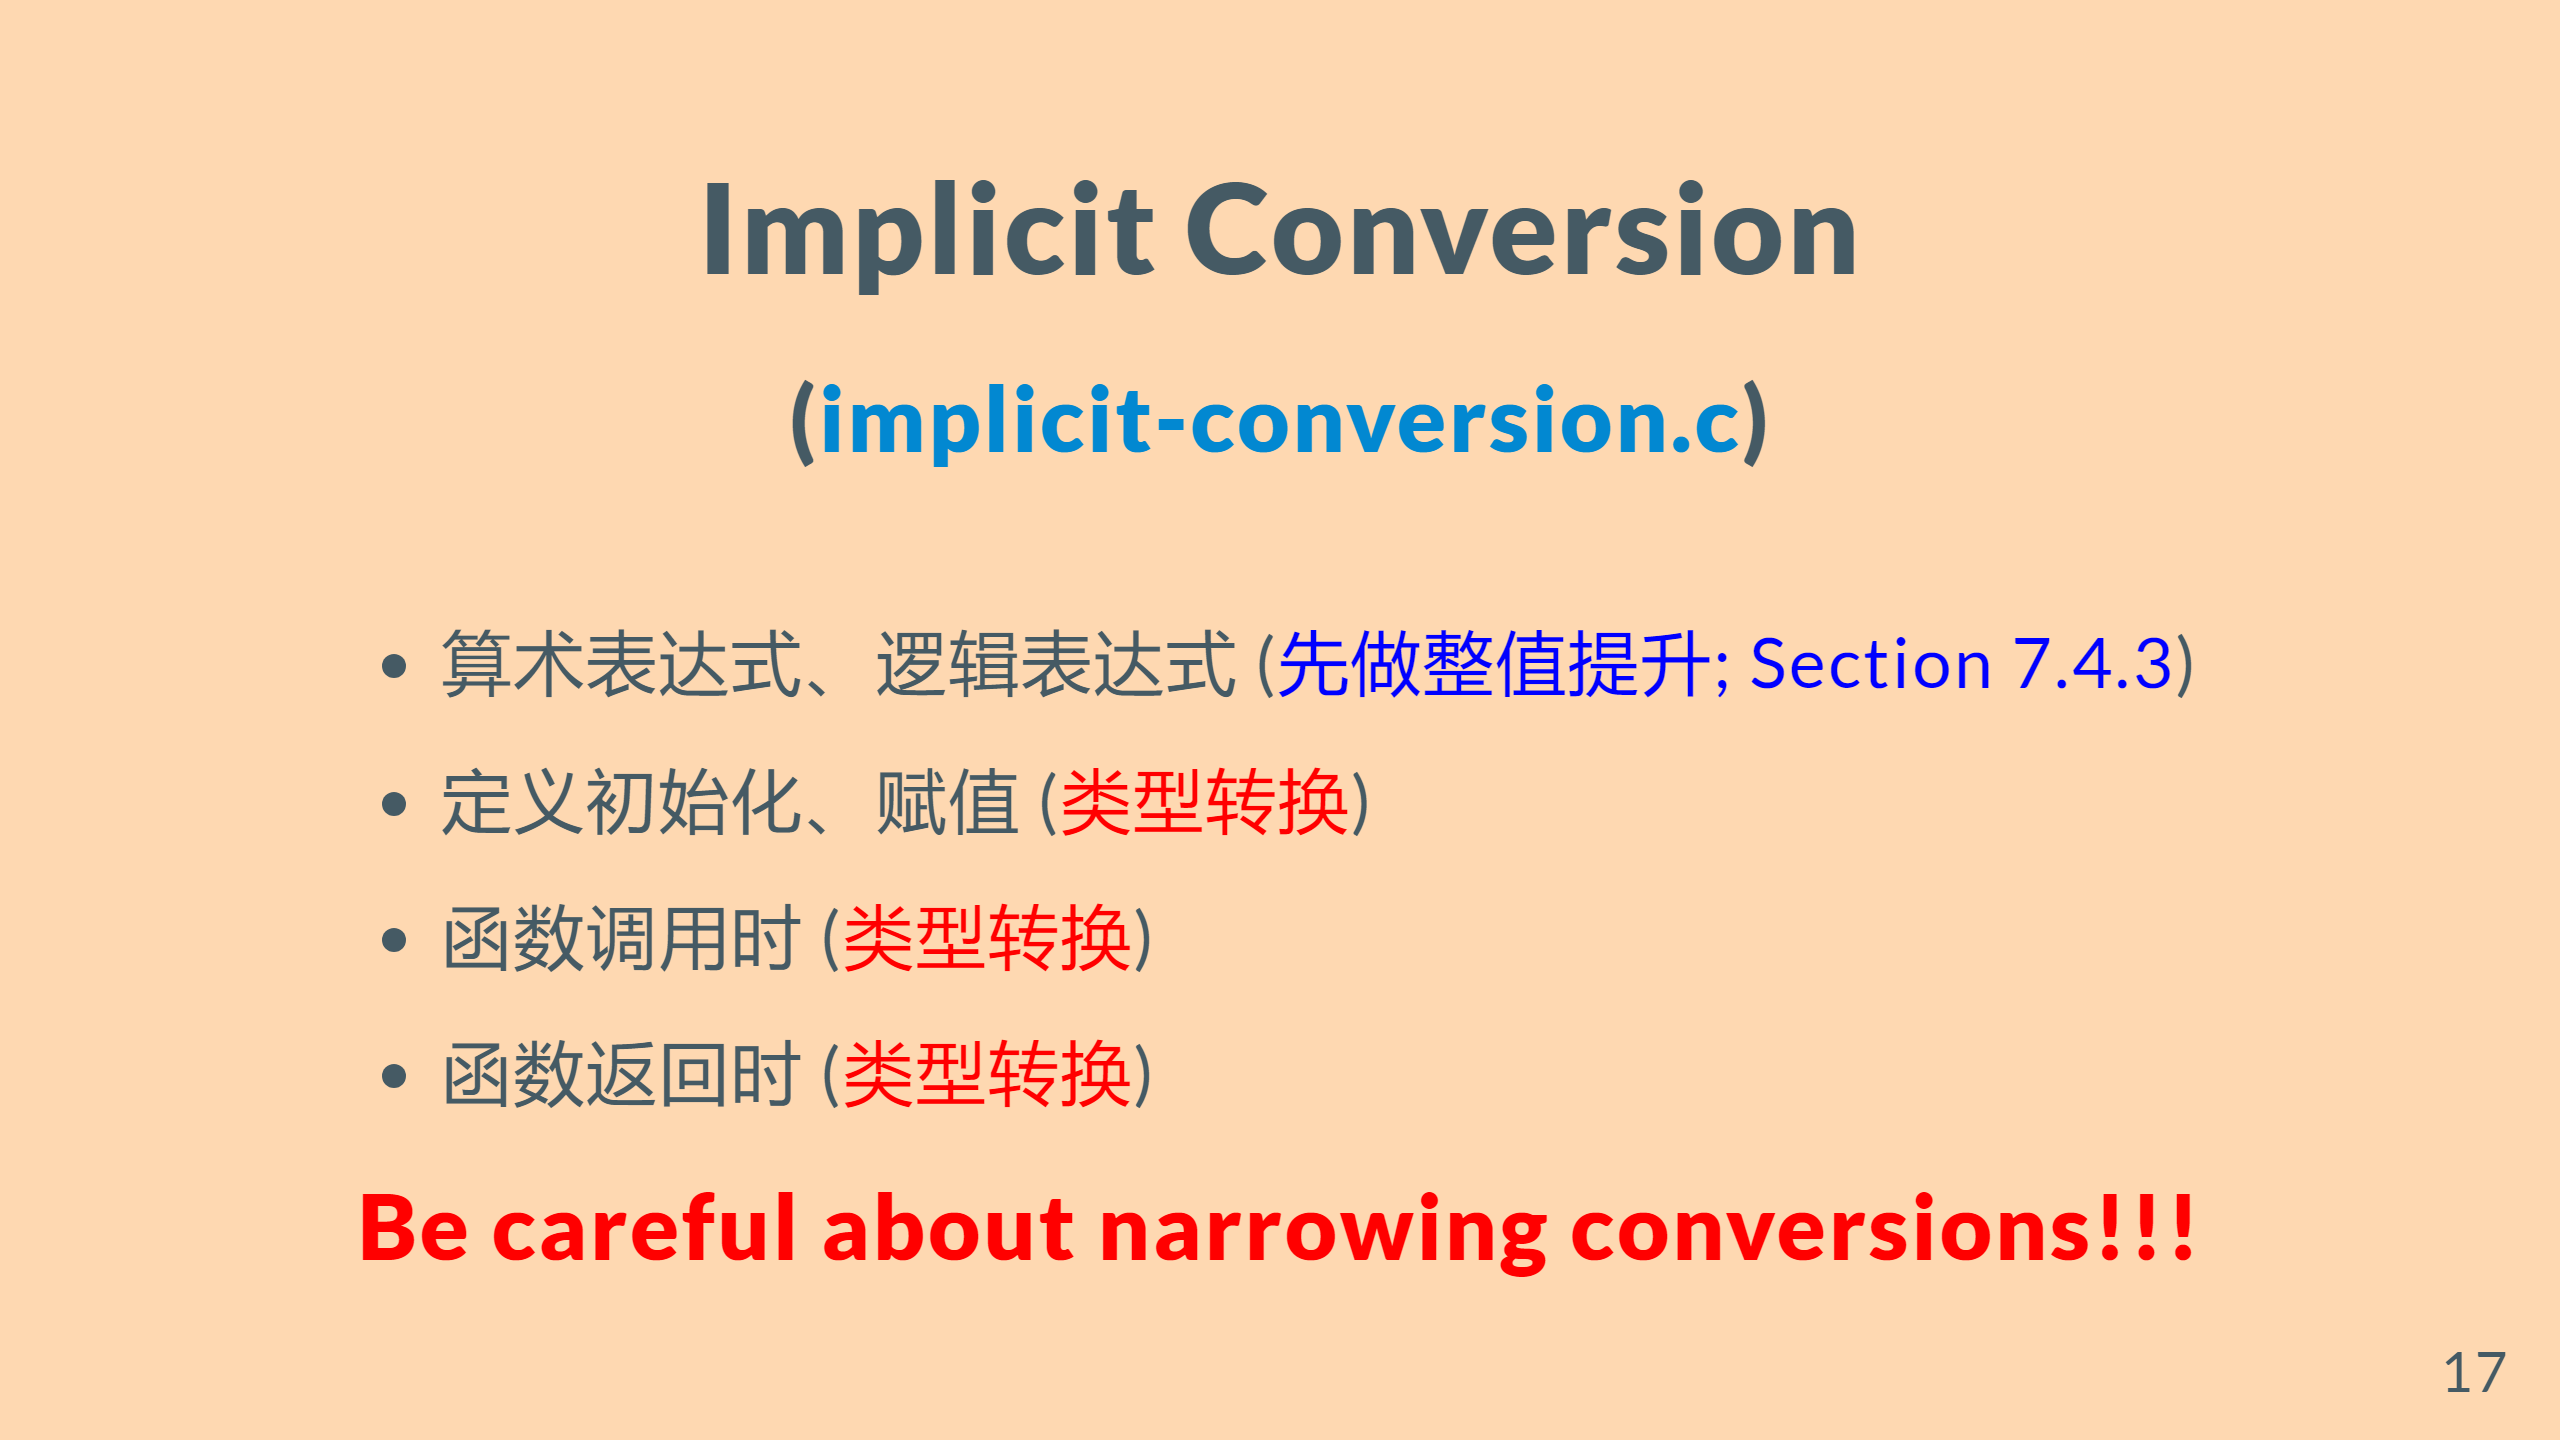 Implicit Conversion
(implicit-conversion.c)
• 算术表达式、逻辑表达式 (先做整值提升; Section 7.4.3)
• 定义初始化、赋值 (类型转换)
• 函数调用时 (类型转换)
• 函数返回时 (类型转换)
Be careful about narrowing conversions!!!
17